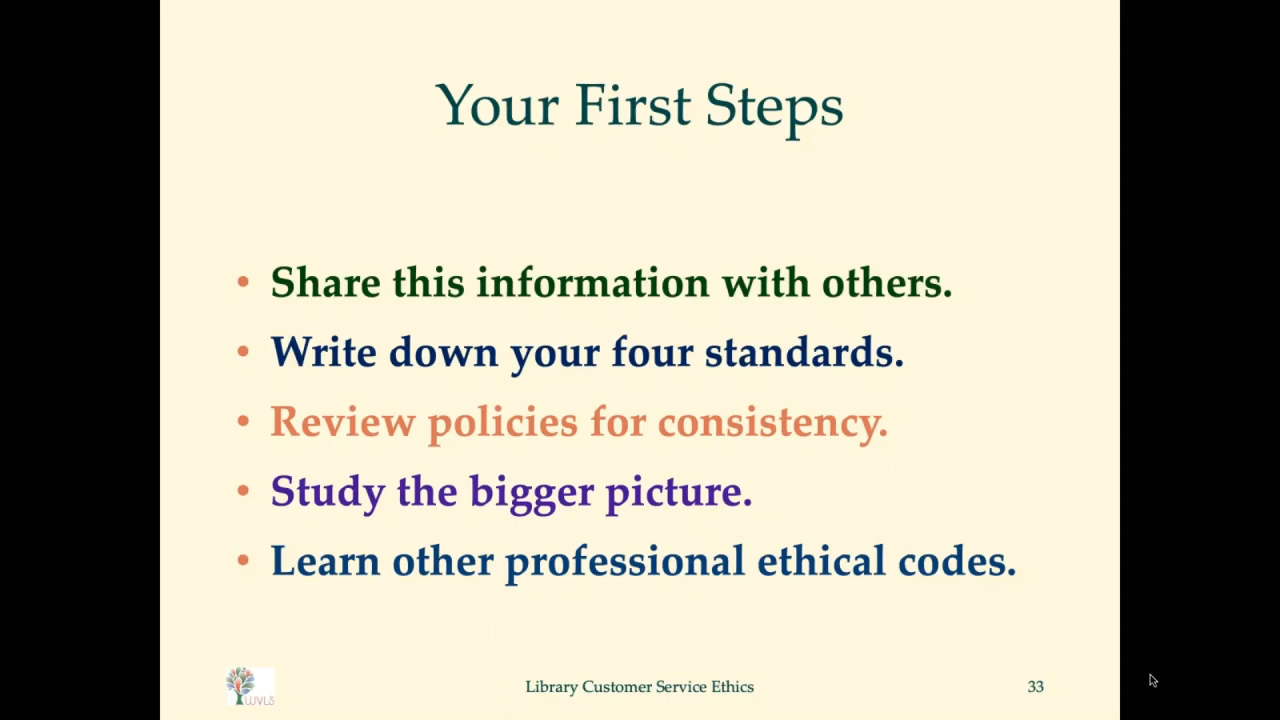 Your First Steps
• Share this information with others.
• Write down your four standards.
• Review policies for consistency.
• Study the bigger picture.
• Learn other professional ethical codes.
WVLS
Library Customer Service Ethics
33